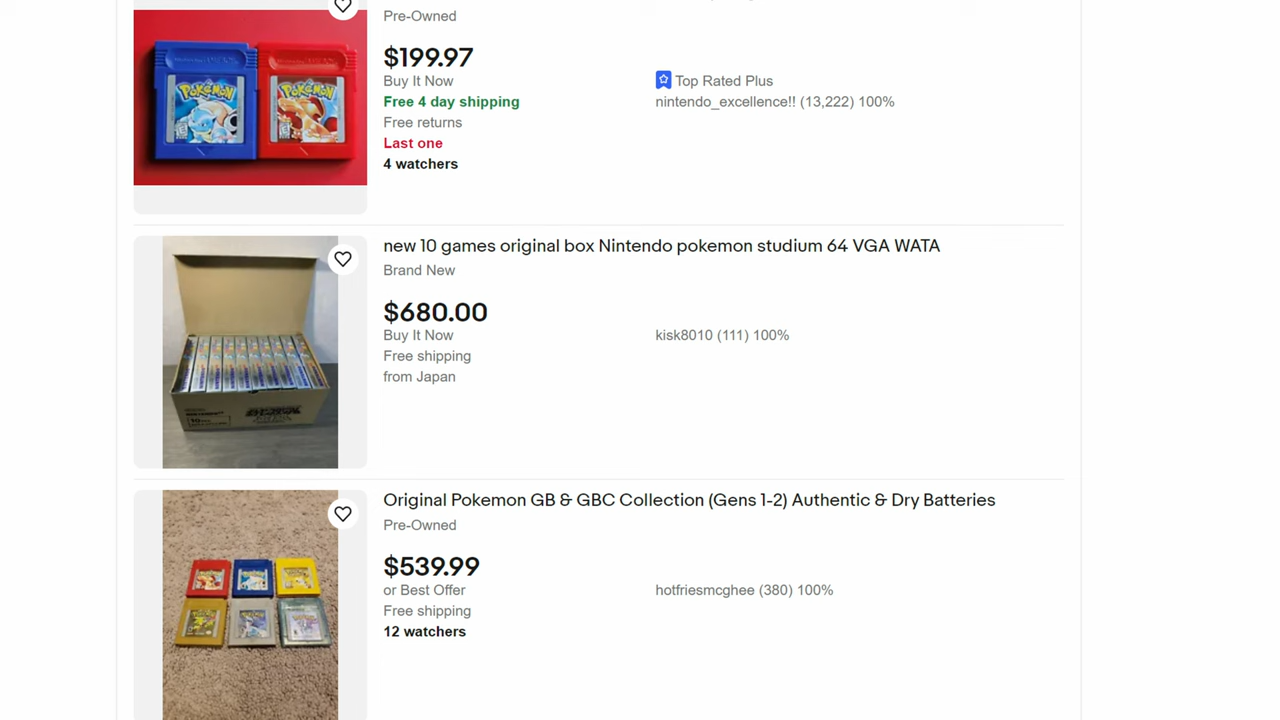 Pre-Owned
$199.97
Buy It Now
Free 4 day shipping
Free returns
Last one
4 watchers
Top Rated Plus
nintendo_excellence!! (13,222) 100%
POKéMON
POKéMON
new 10 games original box Nintendo pokemon studium 64 VGA WATA
Brand New
$680.00
Buy It Now
Free shipping
from Japan
kisk8010 (111) 100%
Original Pokemon GB & GBC Collection (Gens 1-2) Authentic & Dry Batteries
Pre-Owned
$539.99
or Best Offer
Free shipping
12 watchers
hotfriesmcghee (380) 100%